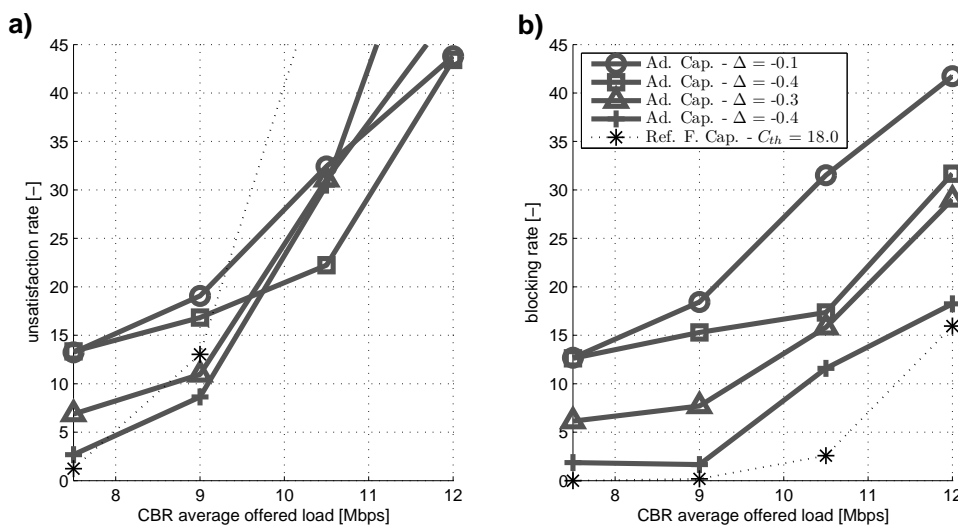 a)
45
40
35
30
25
20
15
10
5
0
unsatisfaction rate [–]
8 9 10 11 12
CBR average offered load [Mbps]
b)
45
40
35
30
25
20
15
10
5
0
blocking rate [–]
Ad. Cap. - Δ = -0.1
Ad. Cap. - Δ = -0.4
Ad. Cap. - Δ = -0.3
Ad. Cap. - Δ = -0.4
Ref. F. Cap. - Cth = 18.0
8 9 10 11 12
CBR average offered load [Mbps]